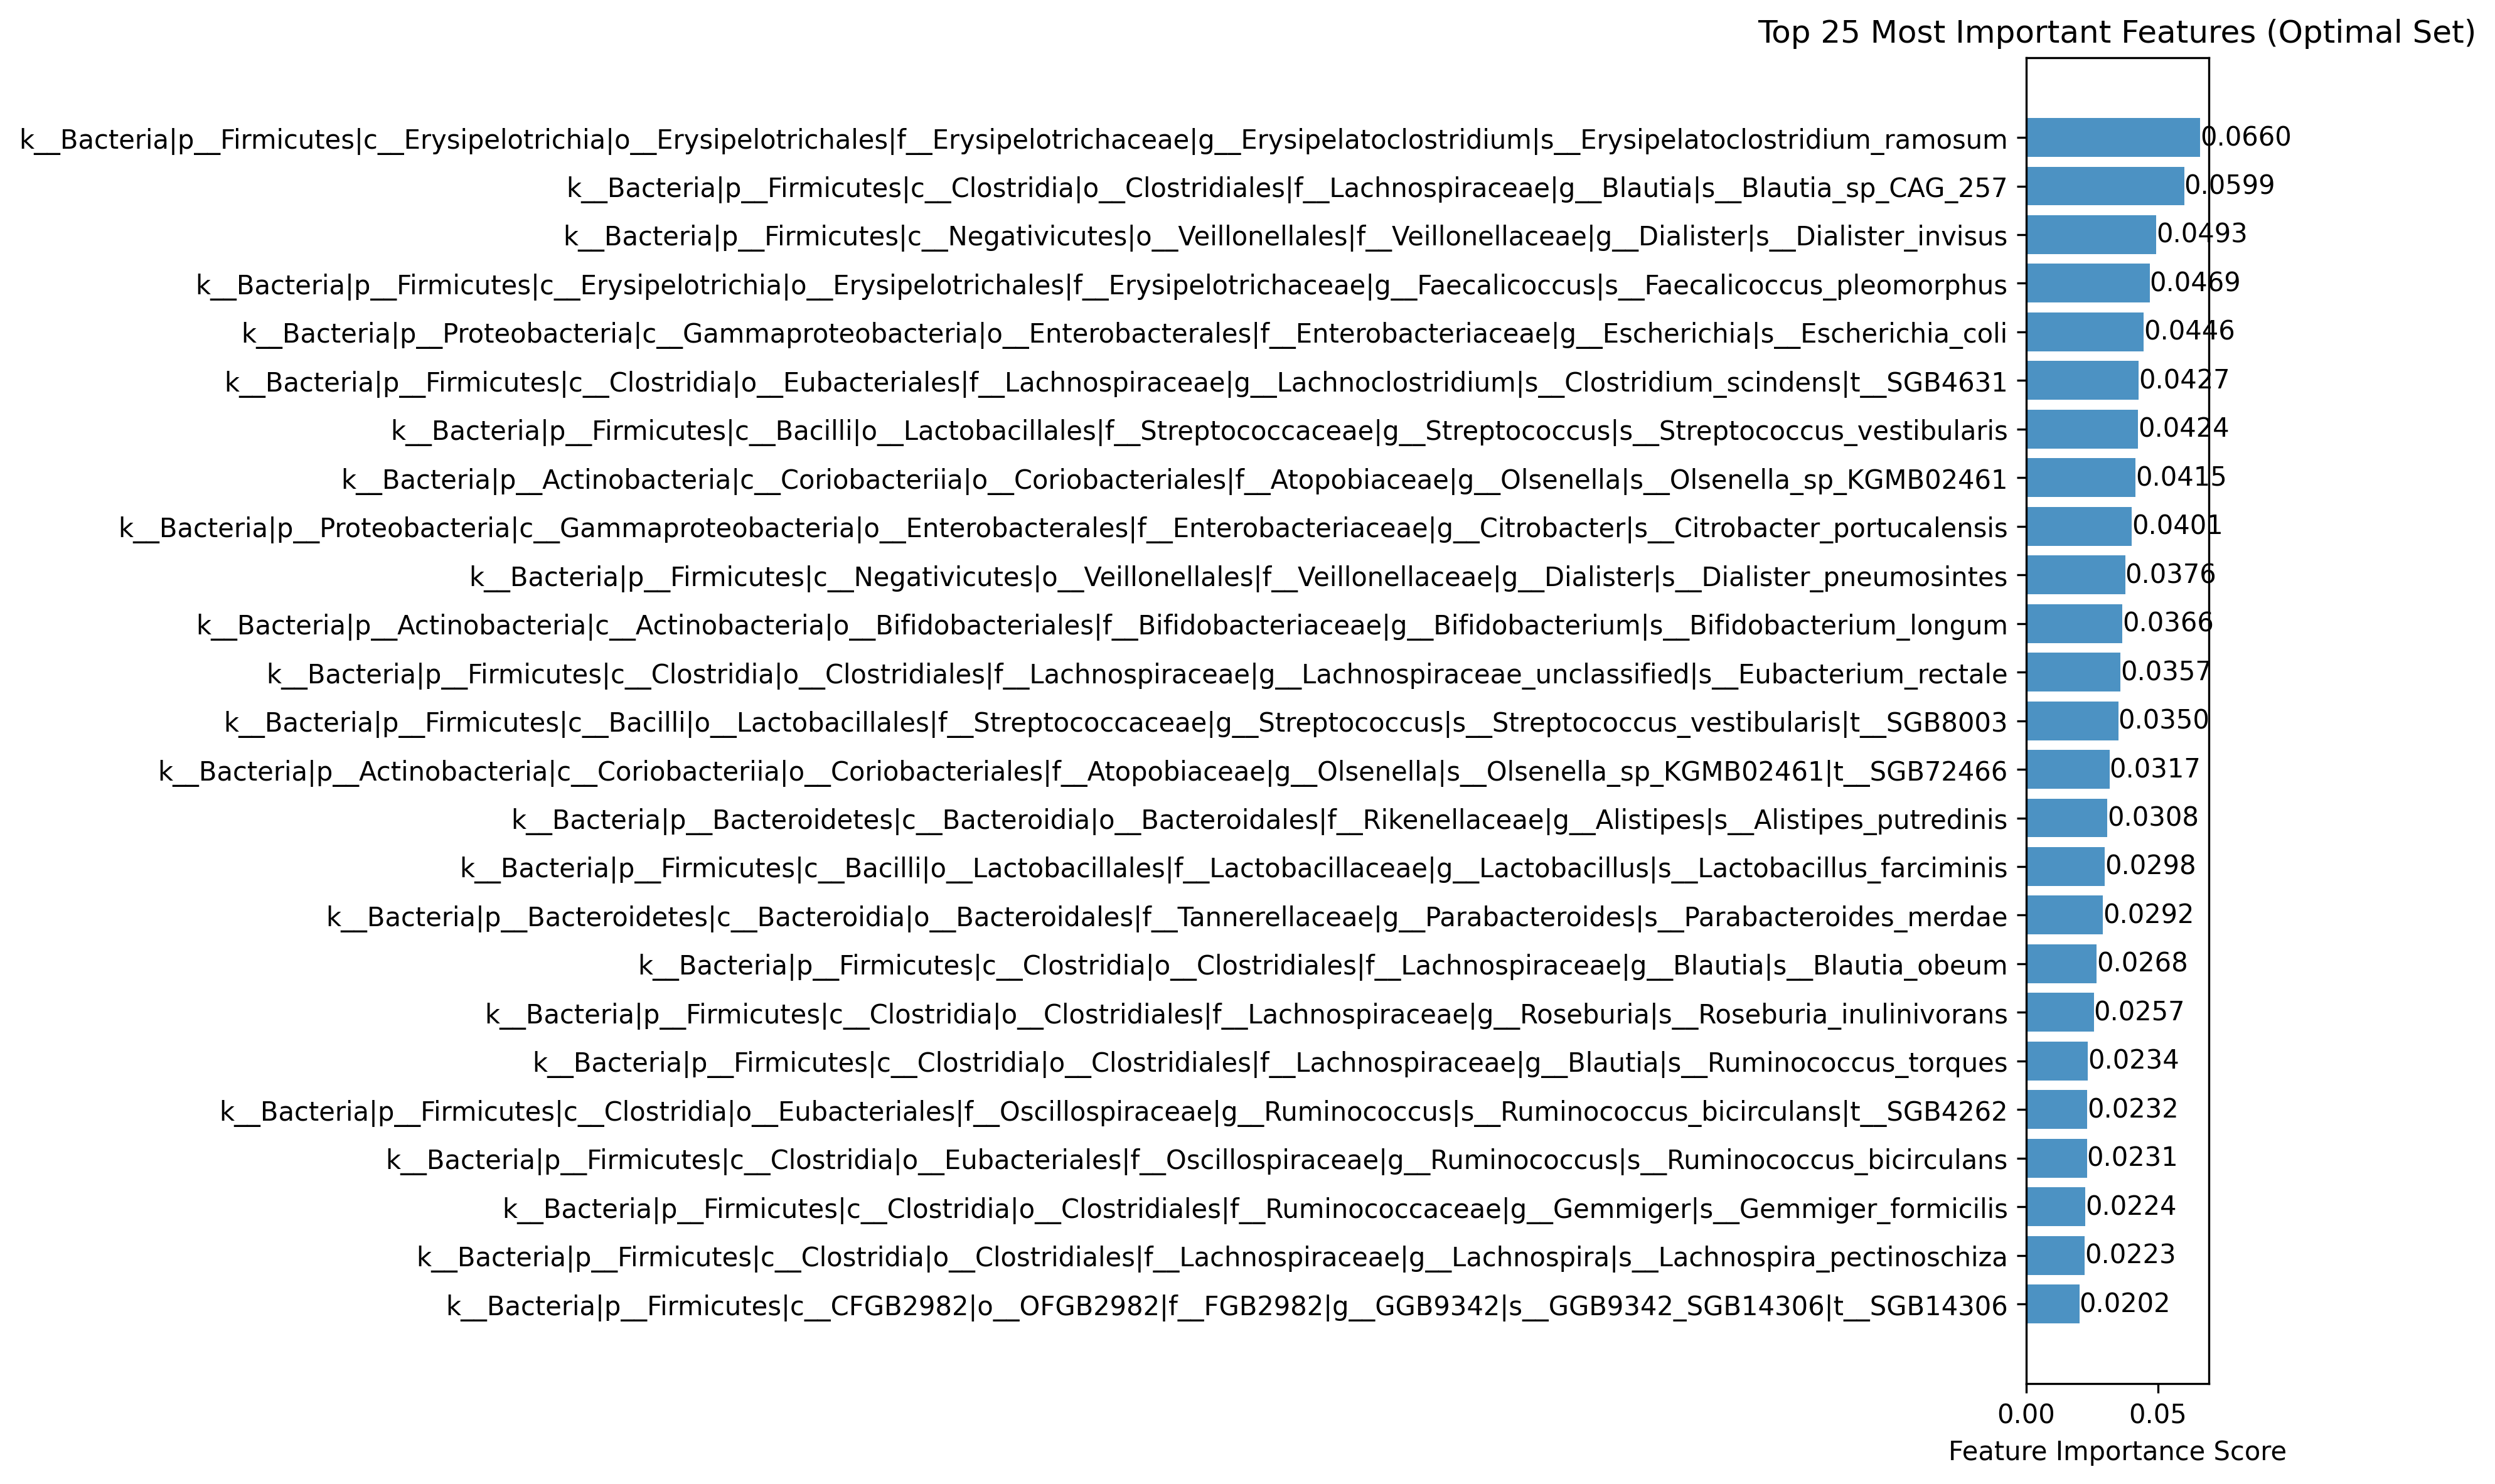 Top 25 Most Important Features (Optimal Set)
k__Bacteria|p__Firmicutes|c__Erysipelotrichia|o__Erysipelotrichales|f__Erysipelotrichaceae|g__Erysipelatoclostridium|s__Erysipelatoclostridium_ramosum 0.0660
k__Bacteria|p__Firmicutes|c__Clostridia|o__Clostridiales|f__Lachnospiraceae|g__Blautia|s__Blautia_sp_CAG_257 0.0599
k__Bacteria|p__Firmicutes|c__Negativicutes|o__Veillonellales|f__Veillonellaceae|g__Dialister|s__Dialister_invisus 0.0493
k__Bacteria|p__Firmicutes|c__Erysipelotrichia|o__Erysipelotrichales|f__Erysipelotrichaceae|g__Faecalicoccus|s__Faecalicoccus_pleomorphus 0.0469
k__Bacteria|p__Proteobacteria|c__Gammaproteobacteria|o__Enterobacterales|f__Enterobacteriaceae|g__Escherichia|s__Escherichia_coli 0.0446
k__Bacteria|p__Firmicutes|c__Clostridia|o__Eubacteriales|f__Lachnospiraceae|g__Lachnoclostridium|s__Clostridium_scindens|t__SGB4631 0.0427
k__Bacteria|p__Firmicutes|c__Bacilli|o__Lactobacillales|f__Streptococcaceae|g__Streptococcus|s__Streptococcus_vestibularis 0.0424
k__Bacteria|p__Actinobacteria|c__Coriobacteriia|o__Coriobacteriales|f__Atopobiaceae|g__Olsenella|s__Olsenella_sp_KGMB02461 0.0415
k__Bacteria|p__Proteobacteria|c__Gammaproteobacteria|o__Enterobacterales|f__Enterobacteriaceae|g__Citrobacter|s__Citrobacter_portucalensis 0.0401
k__Bacteria|p__Firmicutes|c__Negativicutes|o__Veillonellales|f__Veillonellaceae|g__Dialister|s__Dialister_pneumosintes 0.0376
k__Bacteria|p__Actinobacteria|c__Actinobacteria|o__Bifidobacteriales|f__Bifidobacteriaceae|g__Bifidobacterium|s__Bifidobacterium_longum 0.0366
k__Bacteria|p__Firmicutes|c__Clostridia|o__Clostridiales|f__Lachnospiraceae|g__Lachnospiraceae_unclassified|s__Eubacterium_rectale 0.0357
k__Bacteria|p__Firmicutes|c__Bacilli|o__Lactobacillales|f__Streptococcaceae|g__Streptococcus|s__Streptococcus_vestibularis|t__SGB8003 0.0350
k__Bacteria|p__Actinobacteria|c__Coriobacteriia|o__Coriobacteriales|f__Atopobiaceae|g__Olsenella|s__Olsenella_sp_KGMB02461|t__SGB72466 0.0317
k__Bacteria|p__Bacteroidetes|c__Bacteroidia|o__Bacteroidales|f__Rikenellaceae|g__Alistipes|s__Alistipes_putredinis 0.0308
k__Bacteria|p__Firmicutes|c__Bacilli|o__Lactobacillales|f__Lactobacillaceae|g__Lactobacillus|s__Lactobacillus_farciminis 0.0298
k__Bacteria|p__Bacteroidetes|c__Bacteroidia|o__Bacteroidales|f__Tannerellaceae|g__Parabacteroides|s__Parabacteroides_merdae 0.0292
k__Bacteria|p__Firmicutes|c__Clostridia|o__Clostridiales|f__Lachnospiraceae|g__Blautia|s__Blautia_obeum 0.0268
k__Bacteria|p__Firmicutes|c__Clostridia|o__Clostridiales|f__Lachnospiraceae|g__Roseburia|s__Roseburia_inulinivorans 0.0257
k__Bacteria|p__Firmicutes|c__Clostridia|o__Clostridiales|f__Lachnospiraceae|g__Blautia|s__Ruminococcus_torques 0.0234
k__Bacteria|p__Firmicutes|c__Clostridia|o__Eubacteriales|f__Oscillospiraceae|g__Ruminococcus|s__Ruminococcus_bicirculans|t__SGB4262 0.0232
k__Bacteria|p__Firmicutes|c__Clostridia|o__Eubacteriales|f__Oscillospiraceae|g__Ruminococcus|s__Ruminococcus_bicirculans 0.0231
k__Bacteria|p__Firmicutes|c__Clostridia|o__Clostridiales|f__Ruminococcaceae|g__Gemmiger|s__Gemmiger_formicilis 0.0224
k__Bacteria|p__Firmicutes|c__Clostridia|o__Clostridiales|f__Lachnospiraceae|g__Lachnospira|s__Lachnospira_pectinoschiza 0.0223
k__Bacteria|p__Firmicutes|c__CFGB2982|o__OFGB2982|f__FGB2982|g__GGB9342|s__GGB9342_SGB14306|t__SGB14306 0.0202
0.00 0.05
Feature Importance Score